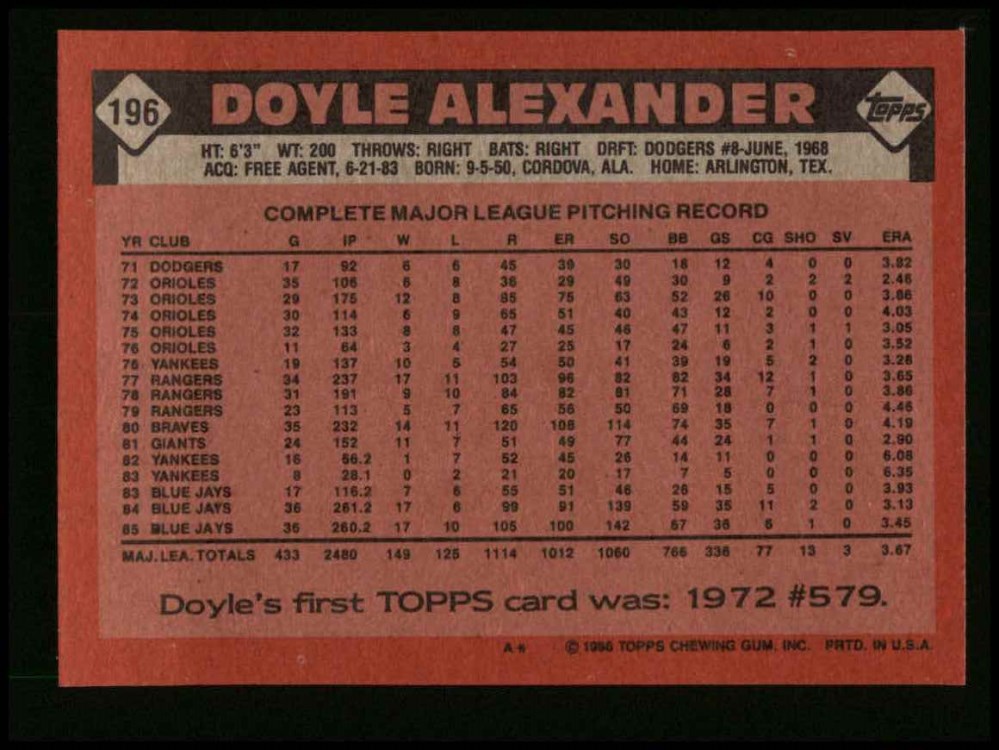 196 DOYLE ALEXANDER Topps
HT: 6'3" WT: 200 THROWS: RIGHT BATS: RIGHT DRFT: DODGERS #8-JUNE, 1968
ACQ: FREE AGENT, 6-21-83 BORN: 9-5-50, CORDOVA, ALA. HOME: ARLINGTON, TEX.
COMPLETE MAJOR LEAGUE PITCHING RECORD
YR CLUB G IP W L R ER SO BB GS CG SHO SV ERA
71 DODGERS 17 92 6 6 45 39 30 18 12 4 0 0 3.82
72 ORIOLES 35 106 6 8 36 29 49 30 9 2 2 2 2.46
73 ORIOLES 29 175 12 8 85 75 63 52 26 10 0 0 3.86
74 ORIOLES 30 114 6 9 65 51 40 43 12 2 0 0 4.03
75 ORIOLES 32 133 8 8 47 45 46 47 11 3 1 1 3.05
76 ORIOLES 11 64 3 4 27 25 17 24 6 2 1 0 3.52
76 YANKEES 19 137 10 5 54 50 41 39 19 5 2 0 3.28
77 RANGERS 34 237 17 11 103 96 82 82 34 12 1 0 3.65
78 RANGERS 31 191 9 10 84 82 81 71 28 7 1 0 3.86
79 RANGERS 23 113 5 7 65 56 50 69 18 0 0 0 4.46
80 BRAVES 35 232 14 11 120 108 114 74 35 7 1 0 4.19
81 GIANTS 24 152 11 7 51 49 77 44 24 1 1 0 2.90
82 YANKEES 16 66.2 1 7 52 45 26 14 11 0 0 0 6.08
83 YANKEES 8 28.1 0 2 21 20 17 7 5 0 0 0 6.35
83 BLUE JAYS 17 116.2 7 6 55 51 46 26 15 5 0 0 3.93
84 BLUE JAYS 36 261.2 17 6 99 91 139 59 35 11 2 0 3.13
85 BLUE JAYS 36 260.2 17 10 105 100 142 67 36 6 1 0 3.45
MAJ. LEA. TOTALS 433 2480 149 125 1114 1012 1060 766 336 77 13 3 3.67
Doyle's first TOPPS card was: 1972 #579.
© 1986 TOPPS CHEWING GUM, INC. PRTD. IN U.S.A.